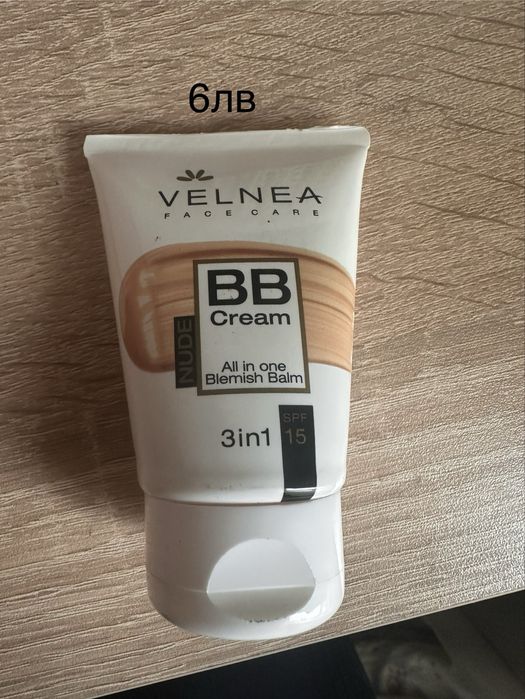 6лв
VELNEA
FACE CARE
BB
Cream
NUDE
All in one
Blemish Balm
3in1
SPF
15